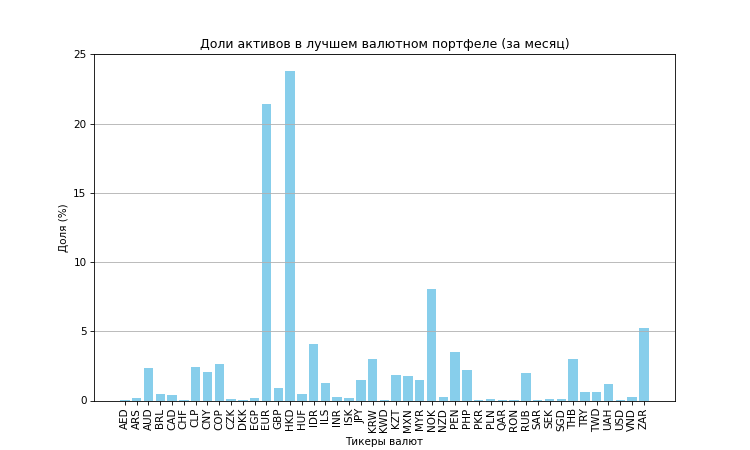 Доли активов в лучшем валютном портфеле (за месяц)
Доля (%)
25
20
15
10
5
0
AED ARS AUD BRL CAD CHF CLP CNY COP CZK DKK EGP EUR GBP HKD HUF IDR ILS INR ISK JPY KRW KWD KZT MXN MYR NOK NZD PEN PHP PKR PLN QAR RON RUB SAR SEK SGD THB TRY TWD UAH USD VND ZAR
Тикеры валют